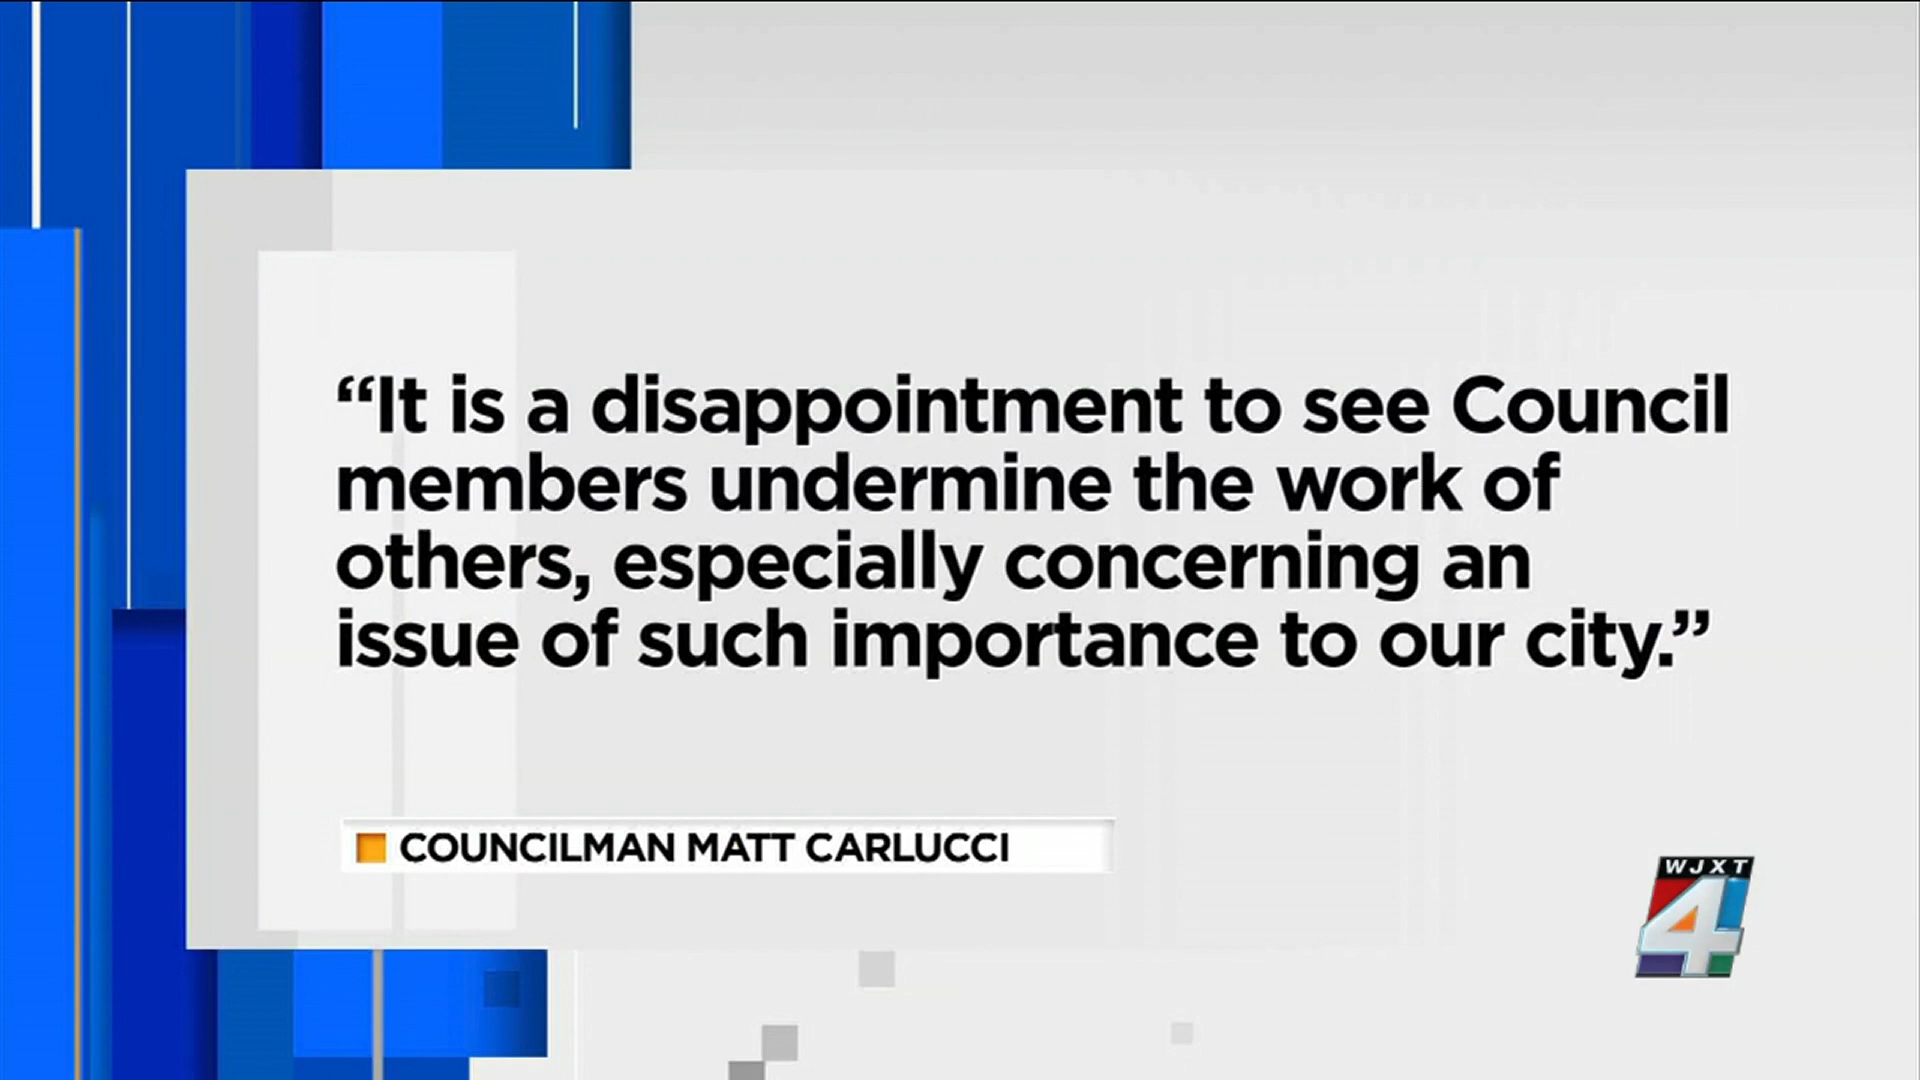 “It is a disappointment to see Council
members undermine the work of
others, especially concerning an
issue of such importance to our city.”
COUNCILMAN MATT CARLUCCI
WJXT
4